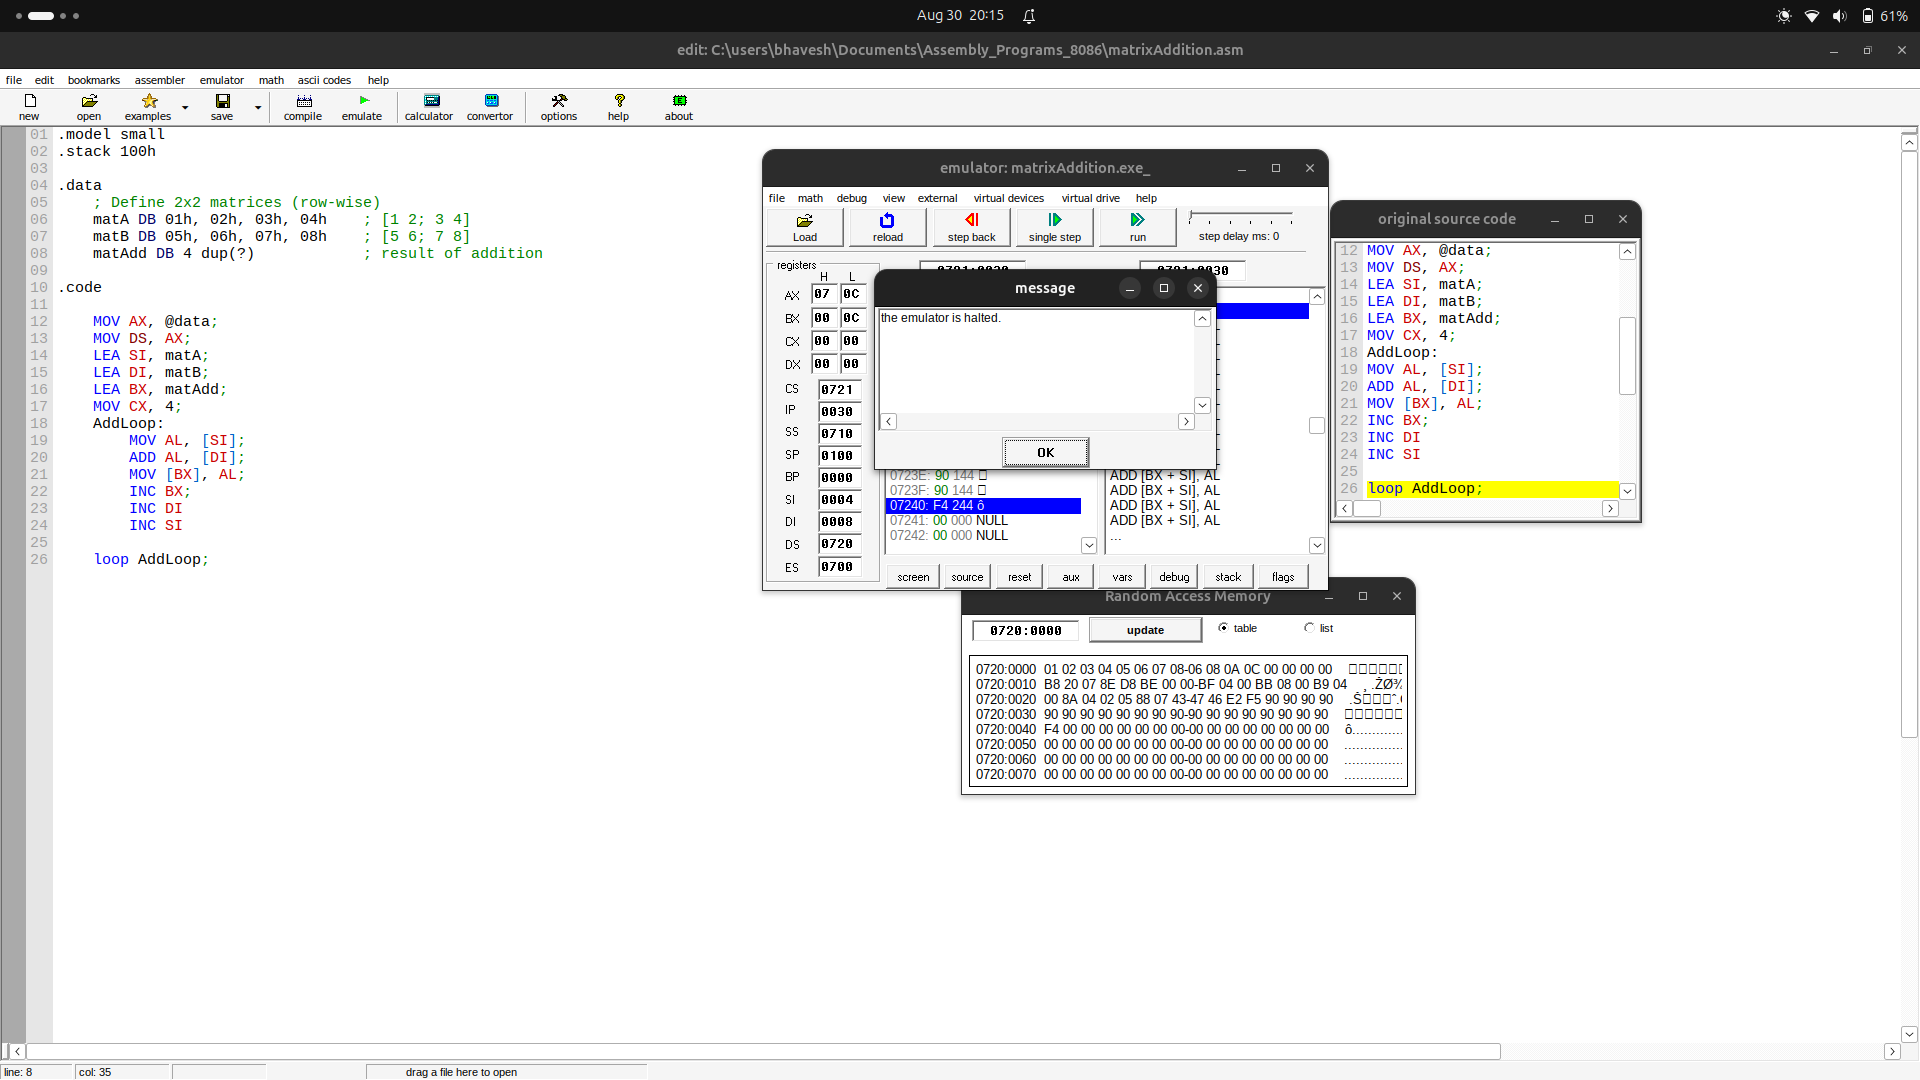 Aug 30 20:15
61%
edit: C:\users\bhavesh\Documents\Assembly_Programs_8086\matrixAddition.asm
file edit bookmarks assembler emulator math ascii codes help
new open examples save compile emulate calculator convertor options help about
01 .model small
02 .stack 100h
03
04 .data
05 ; Define 2x2 matrices (row-wise)
06 matA DB 01h, 02h, 03h, 04h ; [1 2; 3 4]
07 matB DB 05h, 06h, 07h, 08h ; [5 6; 7 8]
08 matAdd DB 4 dup(?) ; result of addition
09
10 .code
11
12 MOV AX, @data;
13 MOV DS, AX;
14 LEA SI, matA;
15 LEA DI, matB;
16 LEA BX, matAdd;
17 MOV CX, 4;
18 AddLoop:
19 MOV AL, [SI];
20 ADD AL, [DI];
21 MOV [BX], AL;
22 INC BX;
23 INC DI
24 INC SI
25
26 loop AddLoop;
emulator: matrixAddition.exe_
file math debug view external virtual devices virtual drive help
Load reload step back single step run step delay ms: 0
registers
H L
AX 07 0C
BX 00 0C
CX 00 00
DX 00 00
CS 0721
IP 0030
SS 0710
SP 0100
BP 0000
SI 0004
DI 0008
DS 0720
ES 0700
message
the emulator is halted.
OK
0723E: 90 144
0723F: 90 144
07240: F4 244 ô
07241: 00 000 NULL
07242: 00 000 NULL
ADD [BX + SI], AL
ADD [BX + SI], AL
ADD [BX + SI], AL
ADD [BX + SI], AL
...
screen source reset aux vars debug stack flags
original source code
12 MOV AX, @data;
13 MOV DS, AX;
14 LEA SI, matA;
15 LEA DI, matB;
16 LEA BX, matAdd;
17 MOV CX, 4;
18 AddLoop:
19 MOV AL, [SI];
20 ADD AL, [DI];
21 MOV [BX], AL;
22 INC BX;
23 INC DI
24 INC SI
25
26 loop AddLoop;
Random Access Memory
0720:0000 update table list
0720:0000 01 02 03 04 05 06 07 08-06 08 0A 0C 00 00 00 00
0720:0010 B8 20 07 8E D8 BE 00 00-BF 04 00 BB 08 00 B9 04
0720:0020 00 8A 04 02 05 88 07 43-47 46 E2 F5 90 90 90 90
0720:0030 90 90 90 90 90 90 90 90-90 90 90 90 90 90 90 90
0720:0040 F4 00 00 00 00 00 00 00-00 00 00 00 00 00 00 00 ô...............
0720:0050 00 00 00 00 00 00 00 00-00 00 00 00 00 00 00 00 ................
0720:0060 00 00 00 00 00 00 00 00-00 00 00 00 00 00 00 00 ................
0720:0070 00 00 00 00 00 00 00 00-00 00 00 00 00 00 00 00 ................
line: 8 col: 35 drag a file here to open